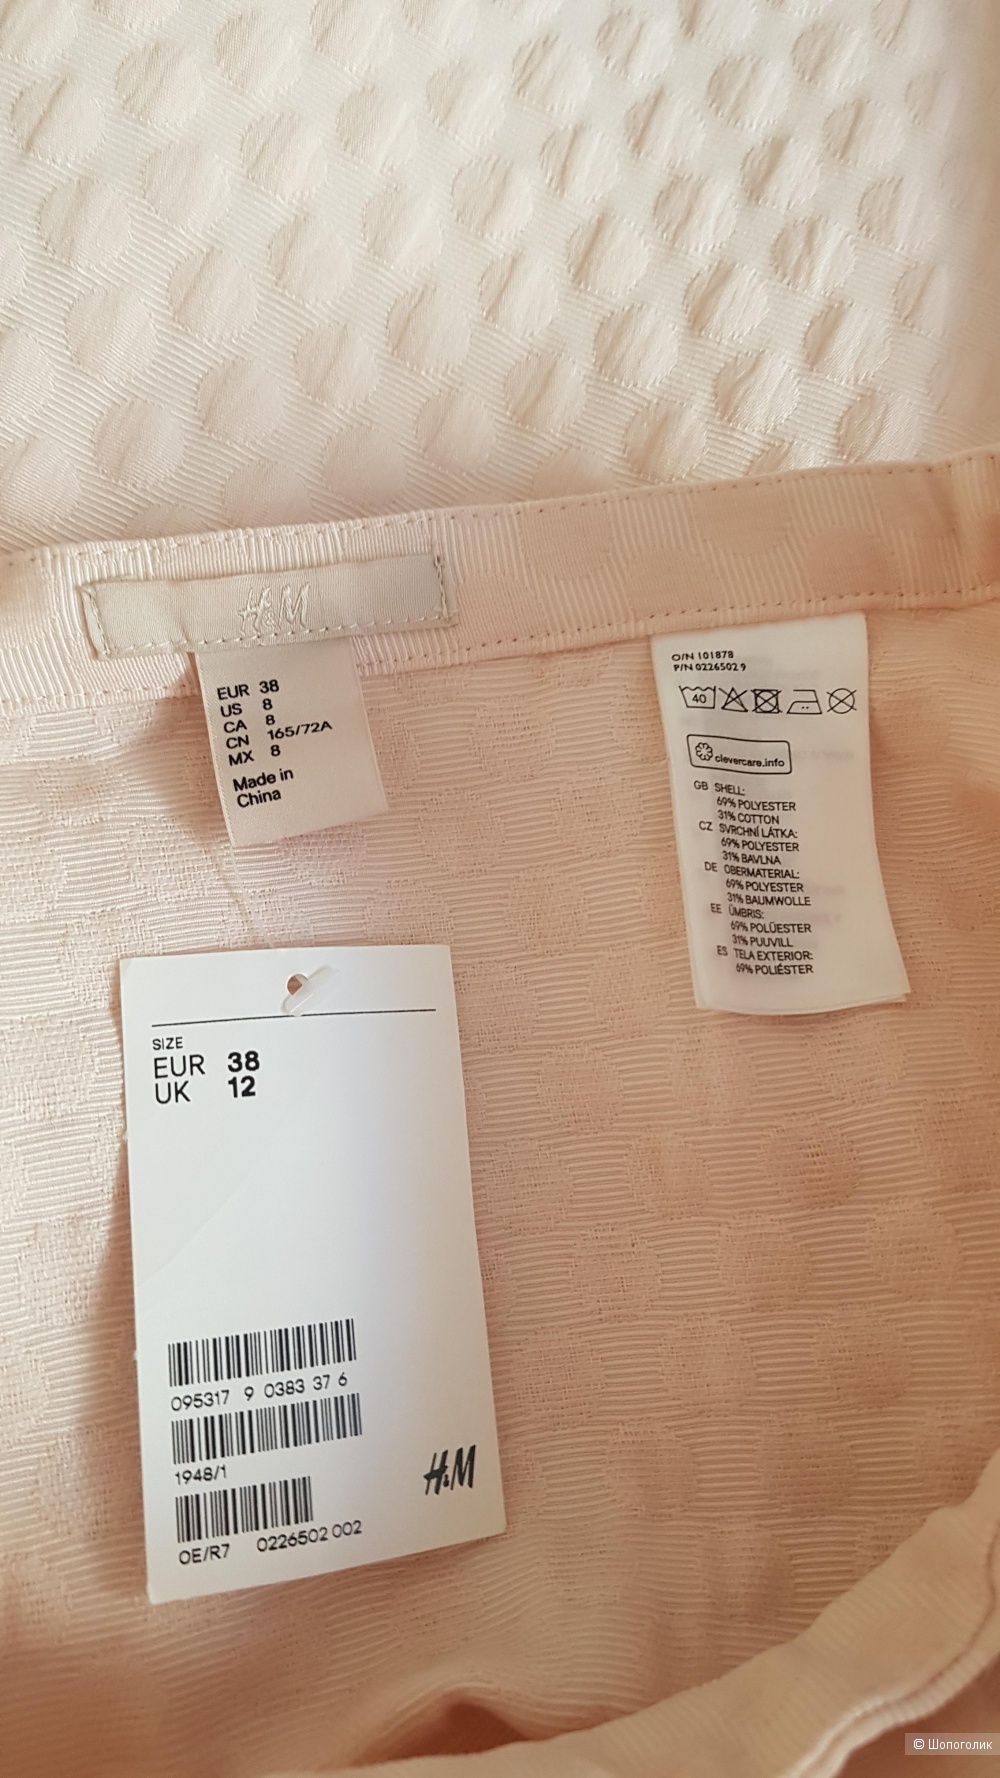 H&M
EUR 38
US 8
CA 8
CN 165/72A
MX 8
Made in
China
O/N 101878
P/N 0226502 9
40
clevercare.info
GB SHELL:
69% POLYESTER
31% COTTON
CZ SVRCHNÍ LÁTKA:
69% POLYESTER
31% BAVLNA
DE OBERMATERIAL:
69% POLYESTER
31% BAUMWOLLE
EE ÜMBRIS:
69% POLÜESTER
31% PUUVILL
ES TELA EXTERIOR:
69% POLIÉSTER
SIZE
EUR 38
UK 12
095317 9 0383 37 6
1948/1
H&M
OE/R7 0226502 002
© Шопоголик